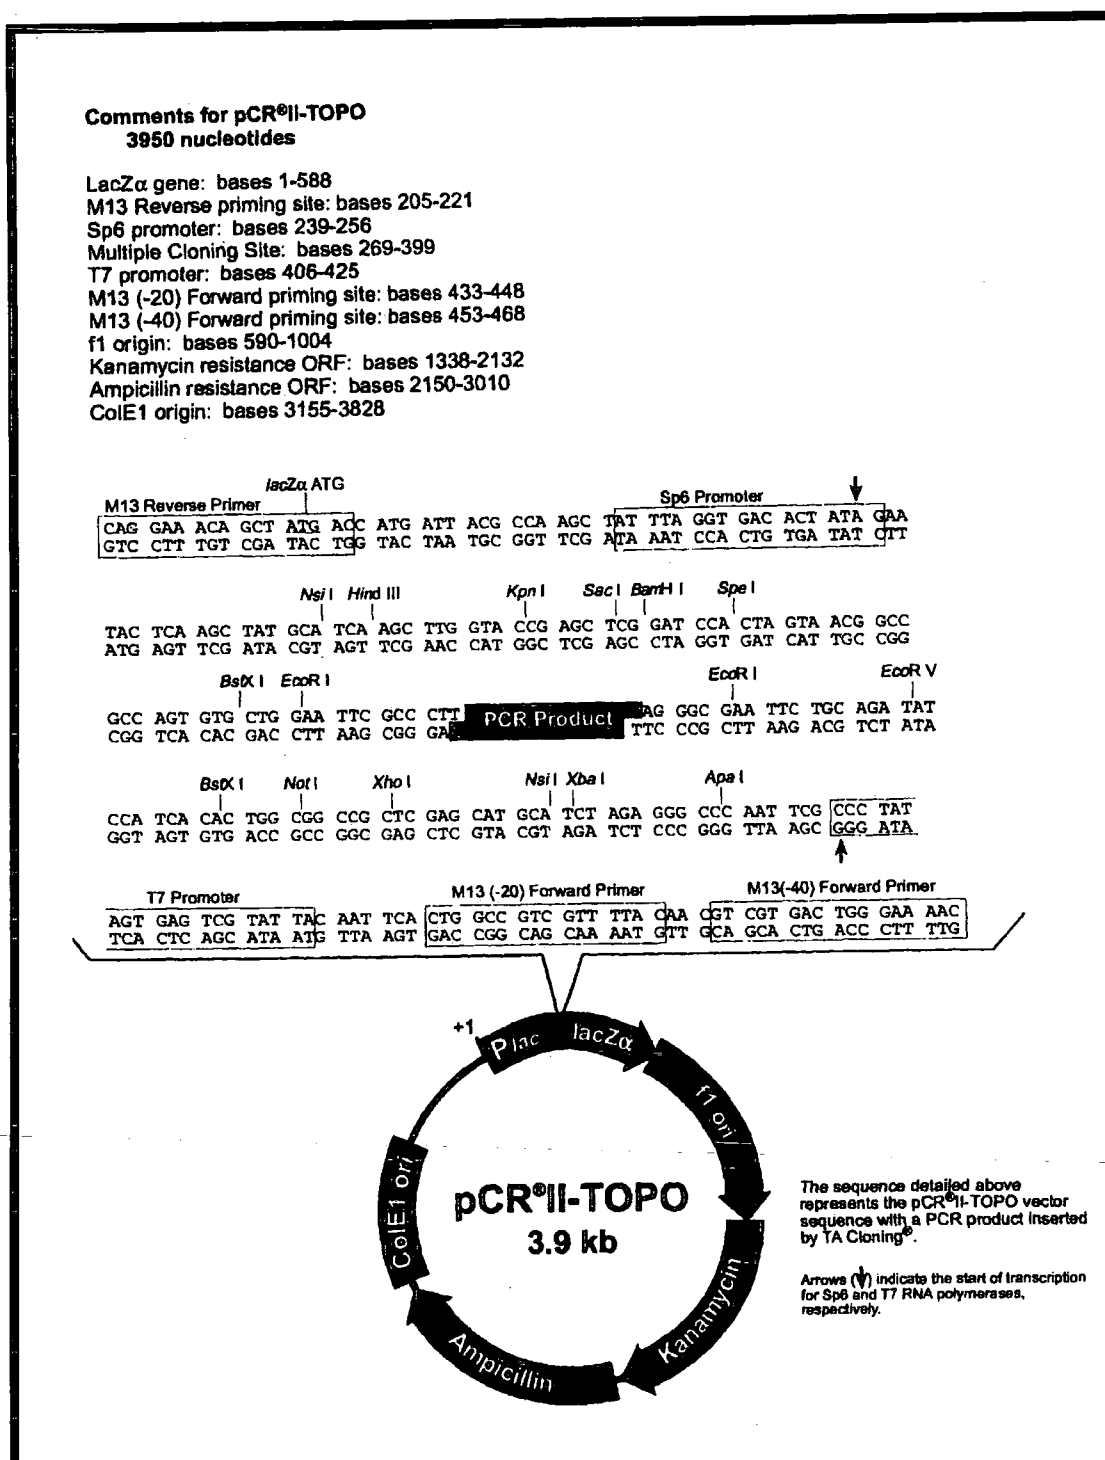 Comments for pCR®II-TOPO
3950 nucleotides
LacZα gene: bases 1-588
M13 Reverse priming site: bases 205-221
Sp6 promoter: bases 239-256
Multiple Cloning Site: bases 269-399
T7 promoter: bases 406-425
M13 (-20) Forward priming site: bases 433-448
M13 (-40) Forward priming site: bases 453-468
f1 origin: bases 590-1004
Kanamycin resistance ORF: bases 1338-2132
Ampicillin resistance ORF: bases 2150-3010
ColE1 origin: bases 3155-3828
lacZα ATG
M13 Reverse Primer Sp6 Promoter
CAG GAA ACA GCT ATG ACC ATG ATT ACG CCA AGC TAT TTA GGT GAC ACT ATA GAA
GTC CTT TGT CGA TAC TGG TAC TAA TGC GGT TCG ATA AAT CCA CTG TGA TAT CTT
Nsi I Hind III Kpn I Sac I BamH I Spe I
TAC TCA AGC TAT GCA TCA AGC TTG GTA CCG AGC TCG GAT CCA CTA GTA ACG GCC
ATG AGT TCG ATA CGT AGT TCG AAC CAT GGC TCG AGC CTA GGT GAT CAT TGC CGG
BstX I EcoR I EcoR I EcoR V
GCC AGT GTG CTG GAA TTC GCC CTT PCR Product AG GGC GAA TTC TGC AGA TAT
CGG TCA CAC GAC CTT AAG CGG GA TTC CCG CTT AAG ACG TCT ATA
BstX I Not I Xho I Nsi I Xba I Apa I
CCA TCA CAC TGG CGG CCG CTC GAG CAT GCA TCT AGA GGG CCC AAT TCG CCC TAT
GGT AGT GTG ACC GCC GGC GAG CTC GTA CGT AGA TCT CCC GGG TTA AGC GGG ATA
T7 Promoter M13 (-20) Forward Primer M13(-40) Forward Primer
AGT GAG TCG TAT TAC AAT TCA CTG GCC GTC GTT TTA CAA CGT CGT GAC TGG GAA AAC
TCA CTC AGC ATA ATG TTA AGT GAC CGG CAG CAA AAT GTT GCA GCA CTG ACC CTT TTG
+1
P lac lacZα
f1 ori
Kanamycin
Ampicillin
ColE1 ori
pCR®II-TOPO
3.9 kb
The sequence detailed above
represents the pCR®II-TOPO vector
sequence with a PCR product inserted
by TA Cloning®.
Arrows (↓) indicate the start of transcription
for Sp6 and T7 RNA polymerases,
respectively.